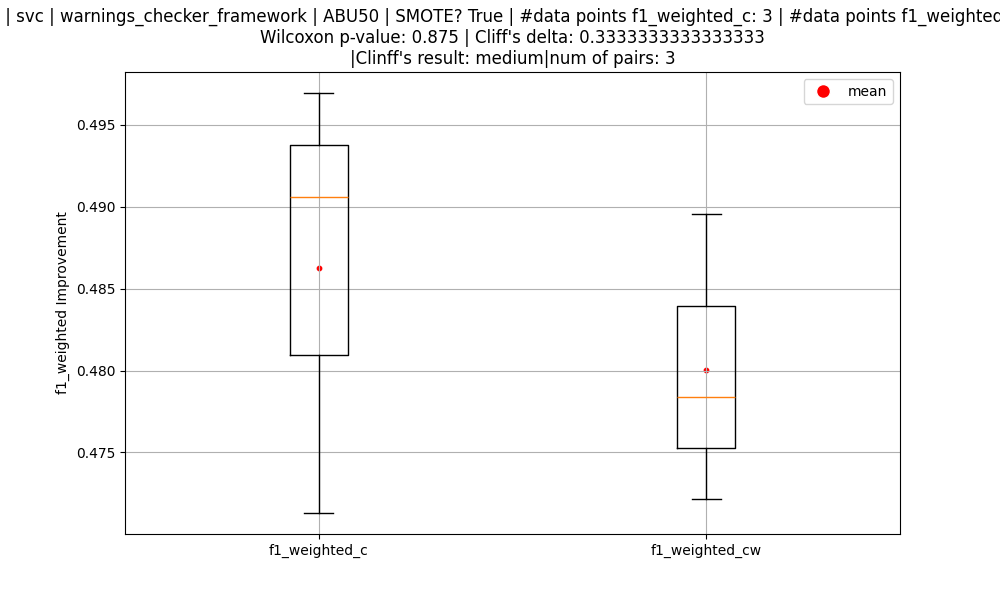 | svc | warnings_checker_framework | ABU50 | SMOTE? True | #data points f1_weighted_c: 3 | #data points f1_weighted
Wilcoxon p-value: 0.875 | Cliff's delta: 0.3333333333333333
|Clinff's result: medium|num of pairs: 3
mean
0.495
0.490
0.485
0.480
0.475
f1_weighted Improvement
f1_weighted_c
f1_weighted_cw